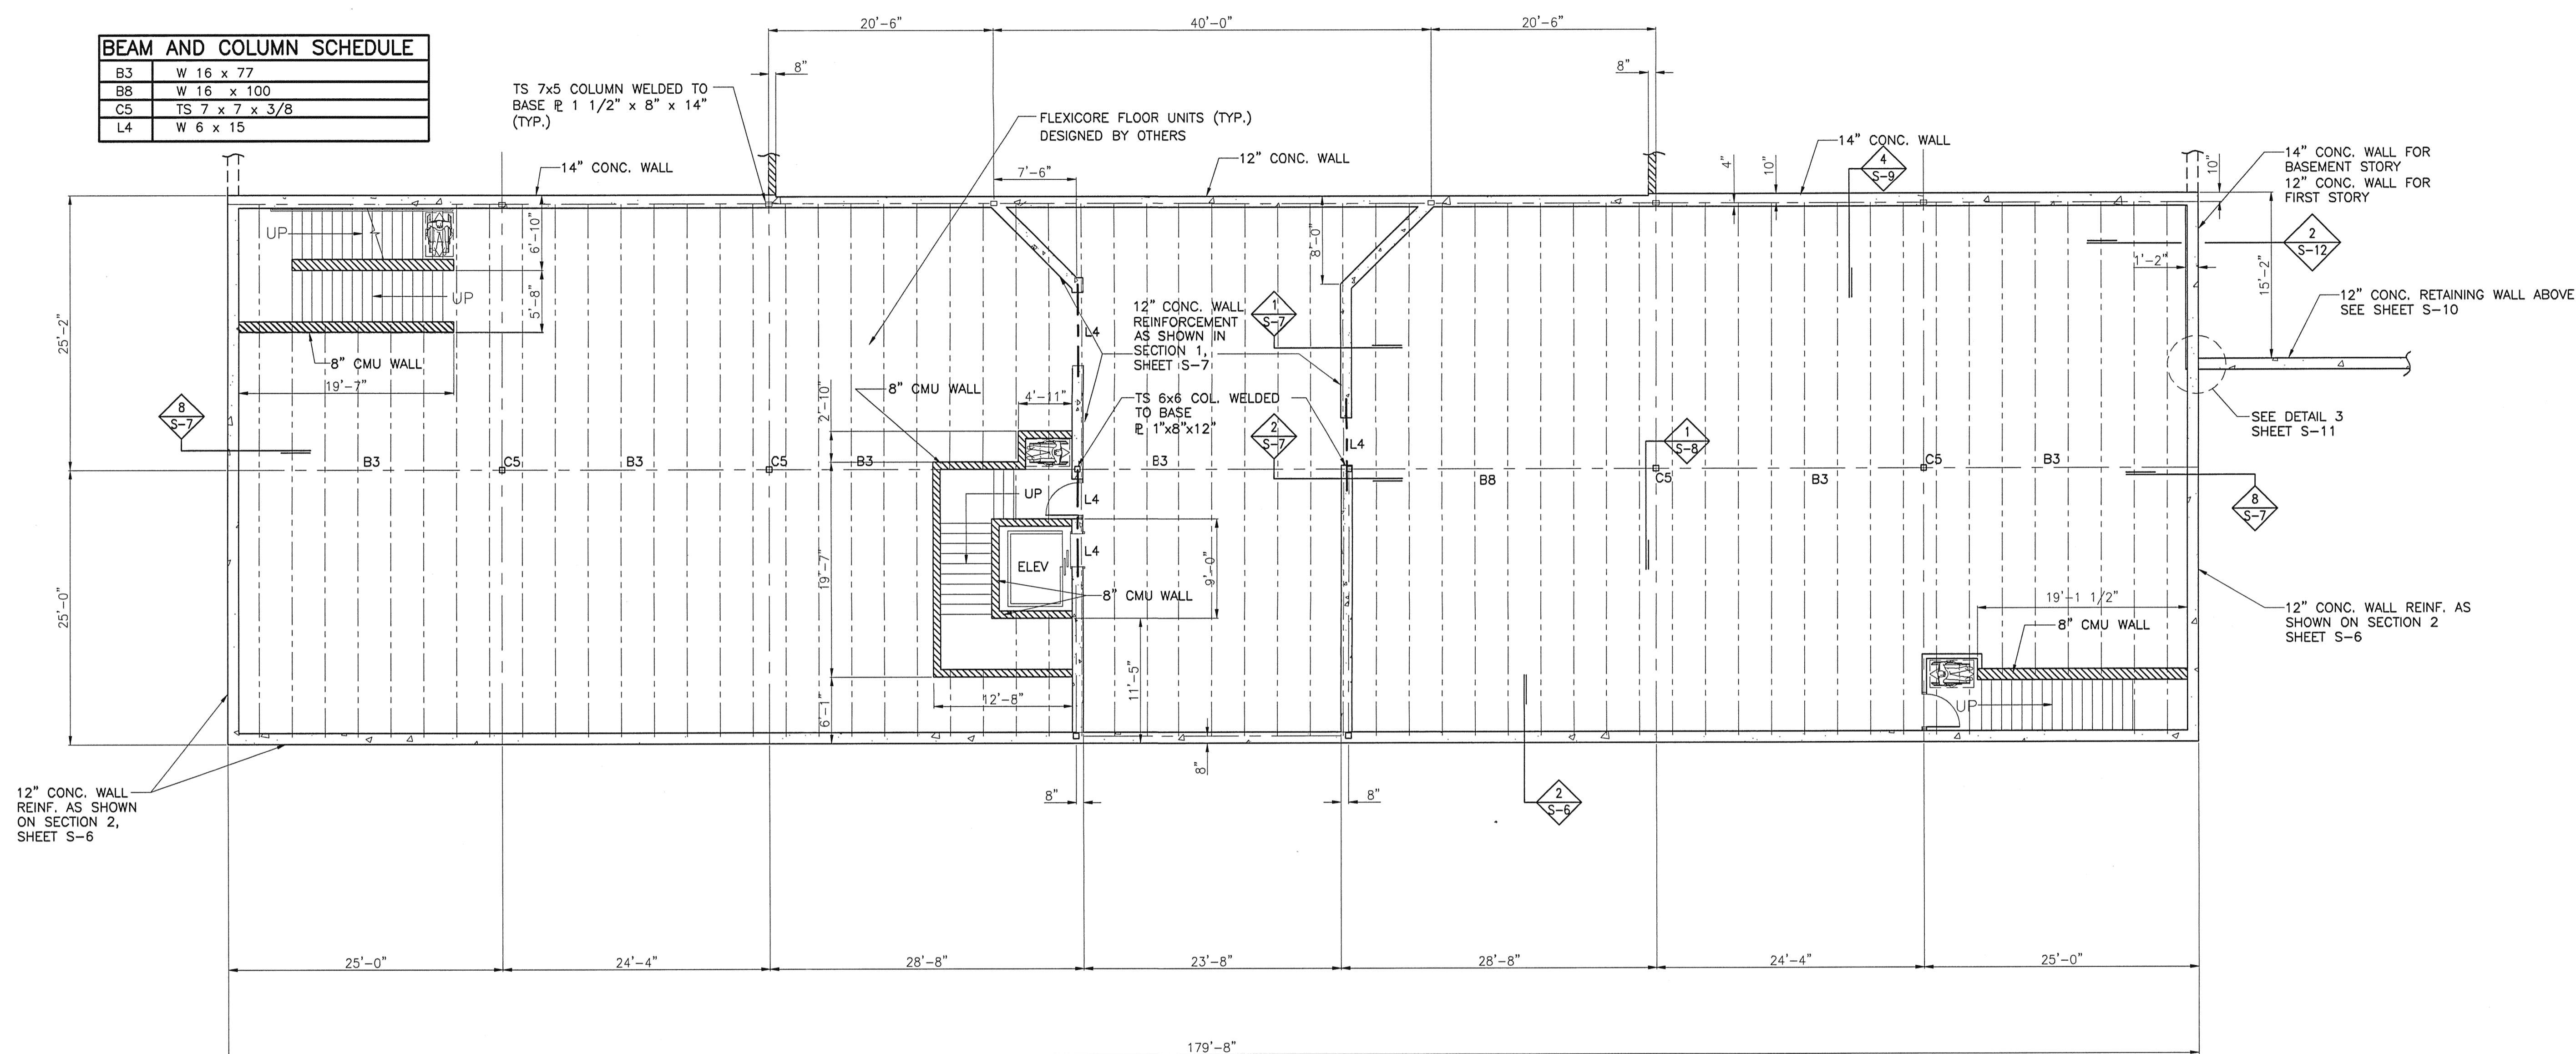 20'-6"
40'-0"
20'-6"
BEAM AND COLUMN SCHEDULE
B3 W 16 x 77
B8 W 16 x 100
C5 TS 7 x 7 x 3/8
L4 W 6 x 15
8"
8"
TS 7x5 COLUMN WELDED TO
BASE ℄ 1 1/2" x 8" x 14"
(TYP.)
FLEXICORE FLOOR UNITS (TYP.)
DESIGNED BY OTHERS
14" CONC. WALL
12" CONC. WALL
7'-6"
14" CONC. WALL
4
S-9
4"
10"
10"
14" CONC. WALL FOR
BASEMENT STORY
12" CONC. WALL FOR
FIRST STORY
2
S-12
UP
6'-10"
UP
5'-8"
8" CMU WALL
19'-7"
25'-2"
8
S-7
8'-0"
L4
12" CONC. WALL
REINFORCEMENT
AS SHOWN IN
SECTION 1,
SHEET S-7
1
S-7
1'-2"
15'-2"
12" CONC. RETAINING WALL ABOVE
SEE SHEET S-10
8" CMU WALL
2'-10"
4'-11"
TS 6x6 COL. WELDED
TO BASE
℄ 1"x8"x12"
2
S-7
L4
1
S-8
SEE DETAIL 3
SHEET S-11
B3
C5
B3
C5
B3
B3
B8
C5
B3
C5
B3
8
S-7
UP
L4
L4
ELEV
19'-7"
9'-0"
8" CMU WALL
25'-0"
19'-1 1/2"
8" CMU WALL
12" CONC. WALL REINF. AS
SHOWN ON SECTION 2
SHEET S-6
11'-5"
12'-8"
6'-1"
UP
8"
12" CONC. WALL
REINF. AS SHOWN
ON SECTION 2,
SHEET S-6
8"
8"
2
S-6
25'-0"
24'-4"
28'-8"
23'-8"
28'-8"
24'-4"
25'-0"
179'-8"